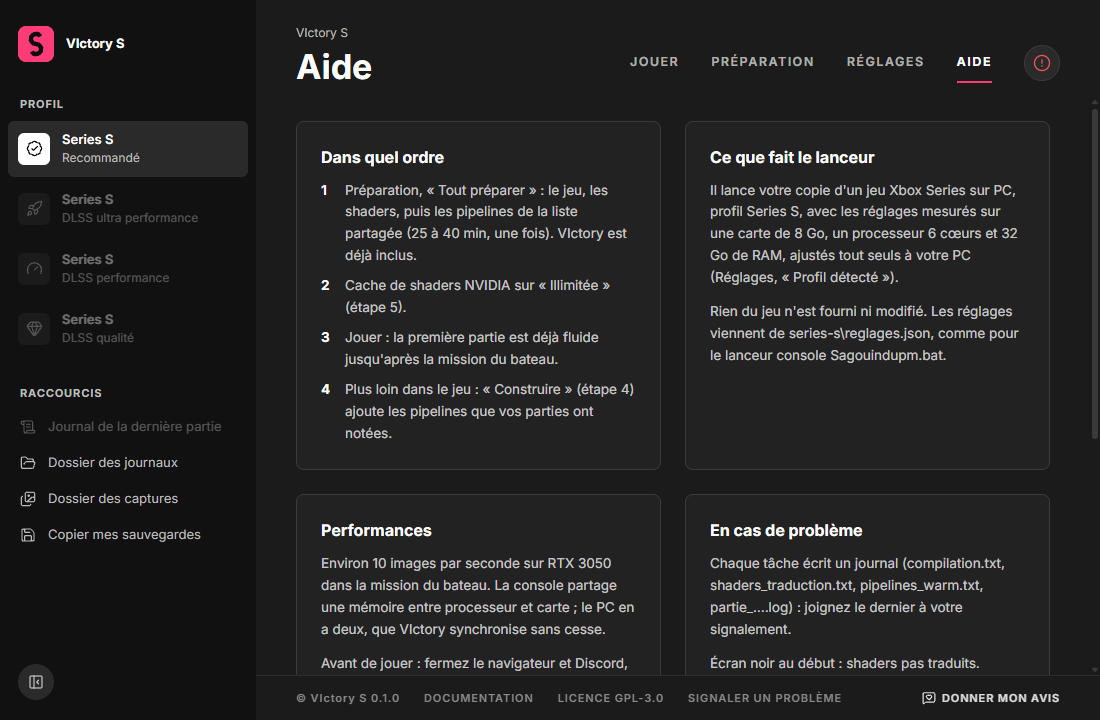 VIctory S
PROFIL
Series S
Recommandé
Series S
DLSS ultra performance
Series S
DLSS performance
Series S
DLSS qualité
RACCOURCIS
Journal de la dernière partie
Dossier des journaux
Dossier des captures
Copier mes sauvegardes
VIctory S
Aide
JOUER PRÉPARATION RÉGLAGES AIDE
Dans quel ordre
1 Préparation, « Tout préparer » : le jeu, les
shaders, puis les pipelines de la liste
partagée (25 à 40 min, une fois). VIctory est
déjà inclus.
2 Cache de shaders NVIDIA sur « Illimitée »
(étape 5).
3 Jouer : la première partie est déjà fluide
jusqu'après la mission du bateau.
4 Plus loin dans le jeu : « Construire » (étape 4)
ajoute les pipelines que vos parties ont
notées.
Ce que fait le lanceur
Il lance votre copie d'un jeu Xbox Series sur PC,
profil Series S, avec les réglages mesurés sur
une carte de 8 Go, un processeur 6 cœurs et 32
Go de RAM, ajustés tout seuls à votre PC
(Réglages, « Profil détecté »).
Rien du jeu n'est fourni ni modifié. Les réglages
viennent de series-s\reglages.json, comme pour
le lanceur console Sagouindupm.bat.
Performances
Environ 10 images par seconde sur RTX 3050
dans la mission du bateau. La console partage
une mémoire entre processeur et carte ; le PC en
a deux, que VIctory synchronise sans cesse.
Avant de jouer : fermez le navigateur et Discord,
En cas de problème
Chaque tâche écrit un journal (compilation.txt,
shaders_traduction.txt, pipelines_warm.txt,
partie_....log) : joignez le dernier à votre
signalement.
Écran noir au début : shaders pas traduits.
© VIctory S 0.1.0 DOCUMENTATION LICENCE GPL-3.0 SIGNALER UN PROBLÈME DONNER MON AVIS